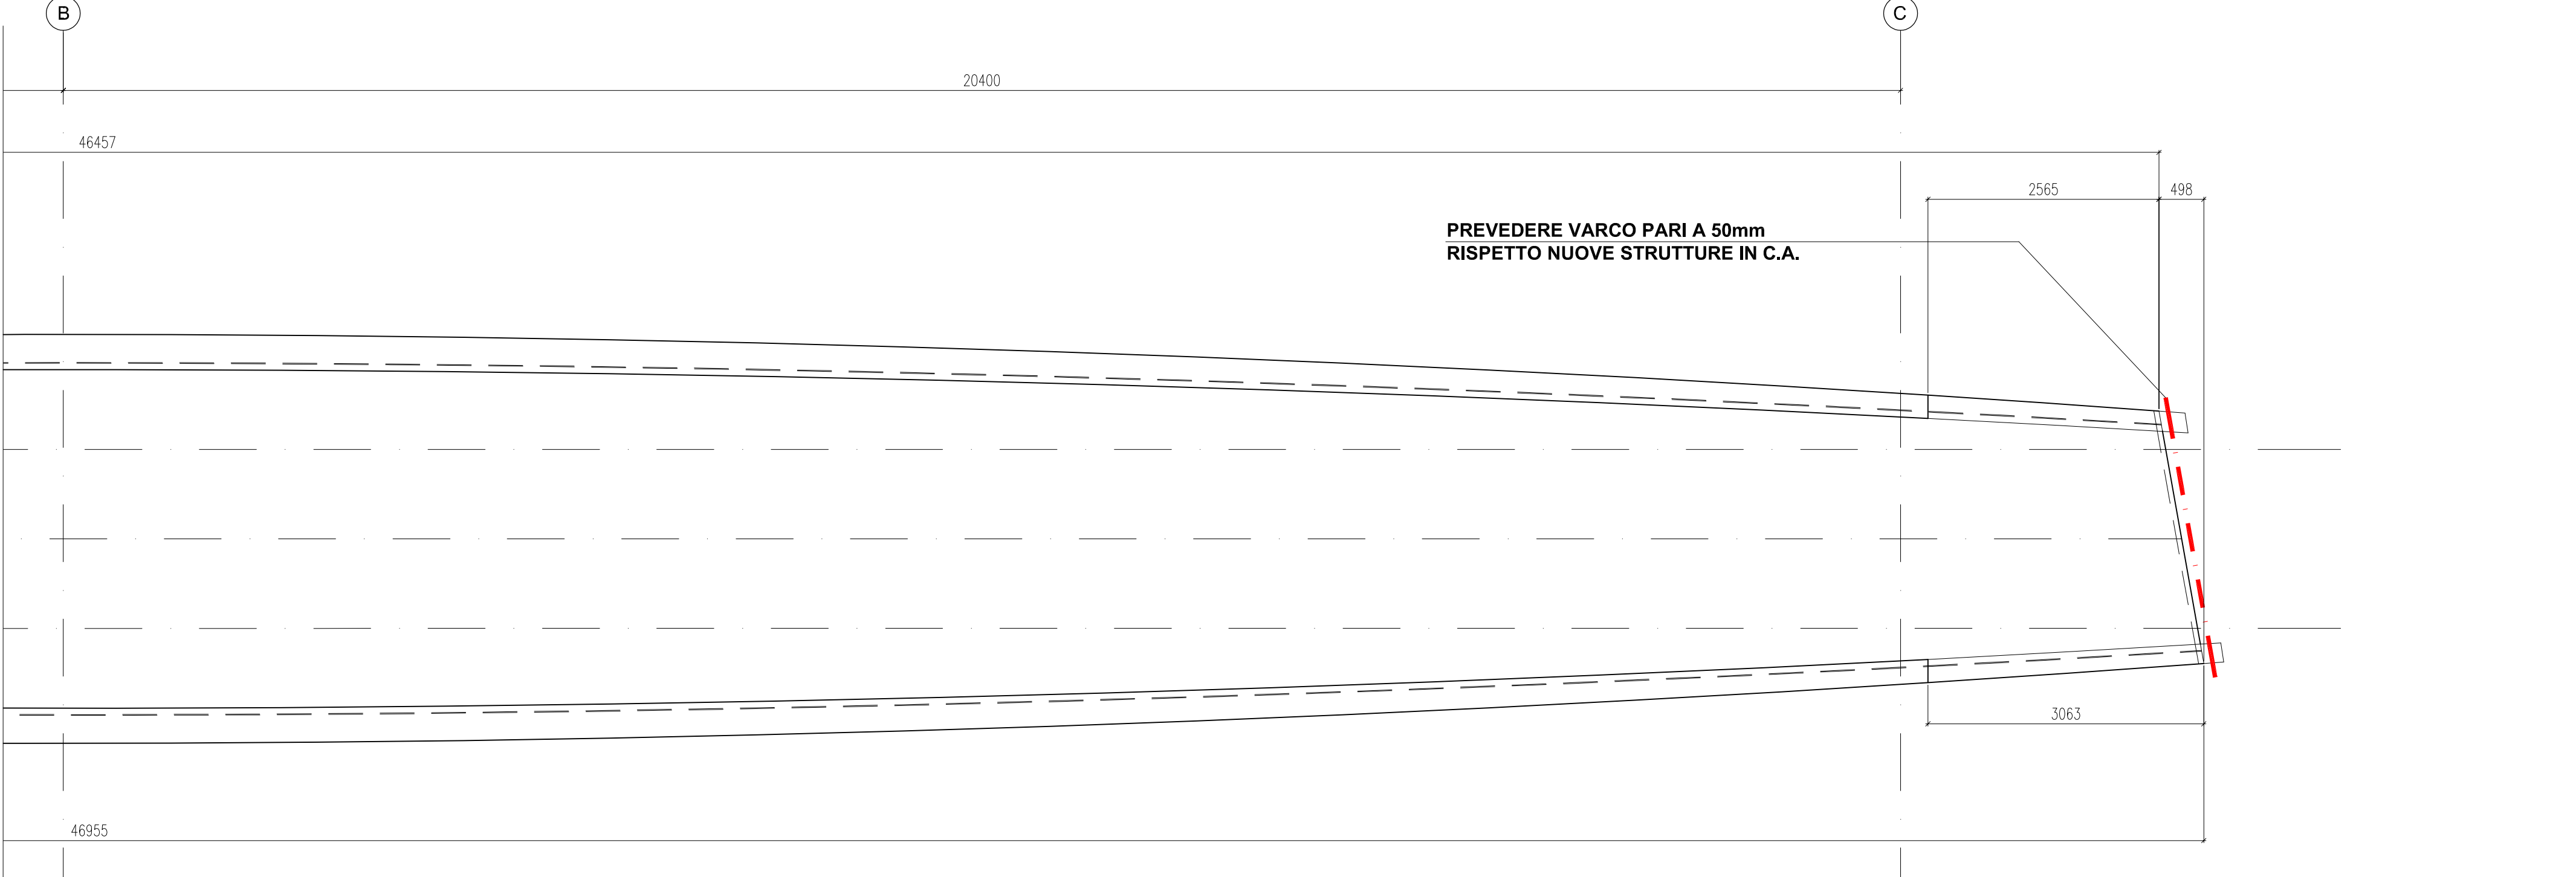 B
C
20400
46457
2565
498
PREVEDERE VARCO PARI A 50mm
RISPETTO NUOVE STRUTTURE IN C.A.
3063
46955